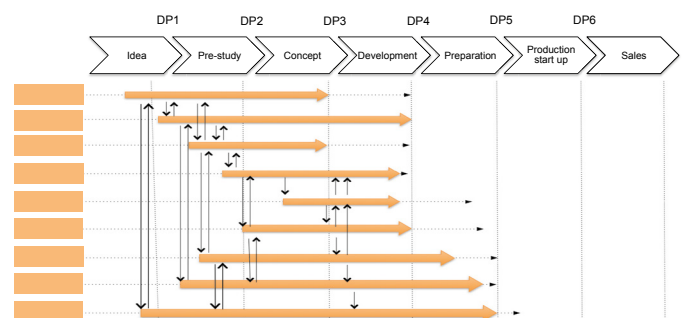 DP1 DP2 DP3 DP4 DP5 DP6
Idea Pre-study Concept Development Preparation Production start up Sales